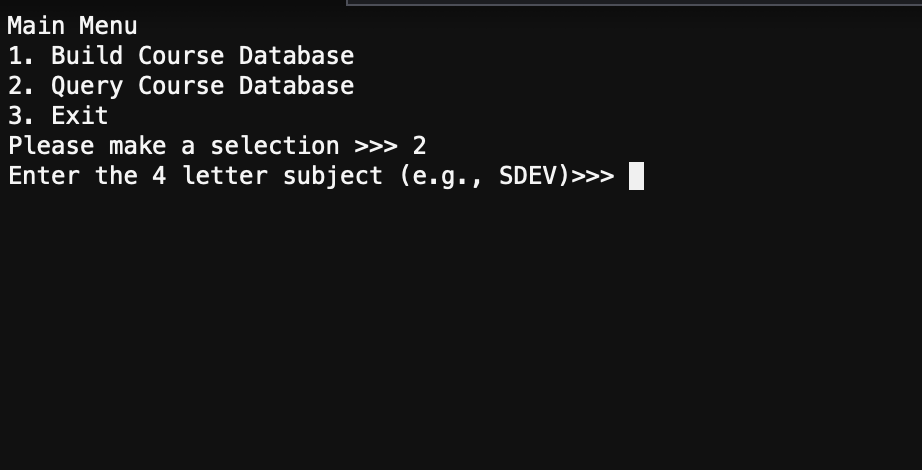 Main Menu
1. Build Course Database
2. Query Course Database
3. Exit
Please make a selection >>> 2
Enter the 4 letter subject (e.g., SDEV)>>>